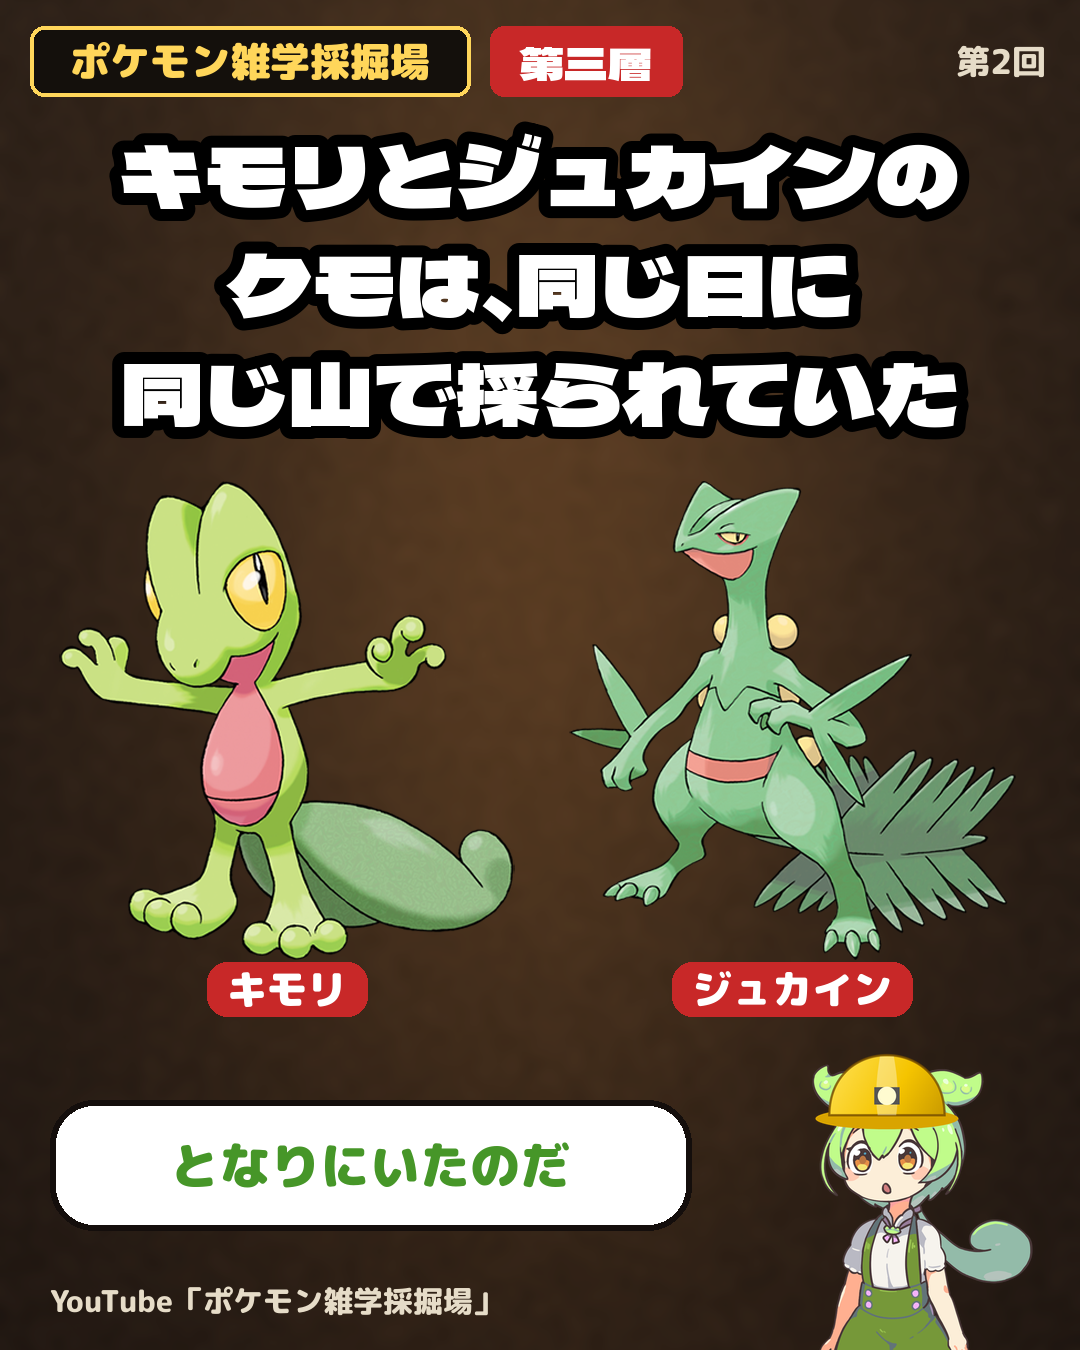 ポケモン雑学採掘場
第三層
第2回
キモリとジュカインの
クモは、同じ日に
同じ山で採られていた
キモリ
ジュカイン
となりにいたのだ
YouTube「ポケモン雑学採掘場」